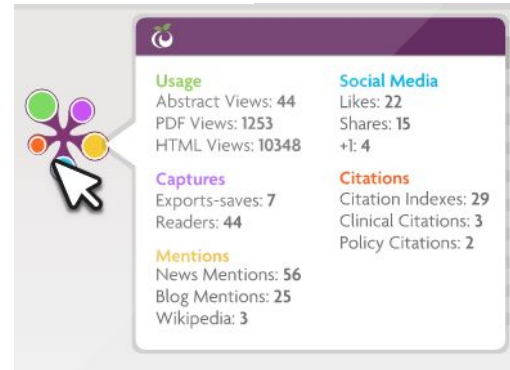 Usage
Abstract Views: 44
PDF Views: 1253
HTML Views: 10348
Captures
Exports-saves: 7
Readers: 44
Mentions
News Mentions: 56
Blog Mentions: 25
Wikipedia: 3
Social Media
Likes: 22
Shares: 15
+1: 4
Citations
Citation Indexes: 29
Clinical Citations: 3
Policy Citations: 2